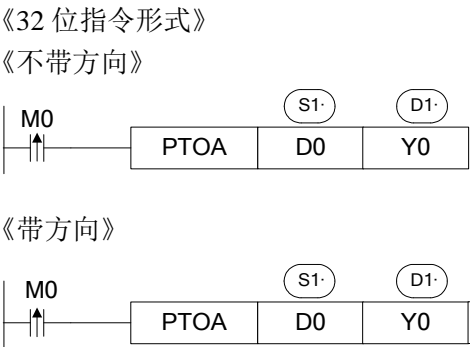 《32 位指令形式》
《不带方向》
S1· D1·
M0
PTOA D0 Y0
《带方向》
S1· D1·
M0
PTOA D0 Y0